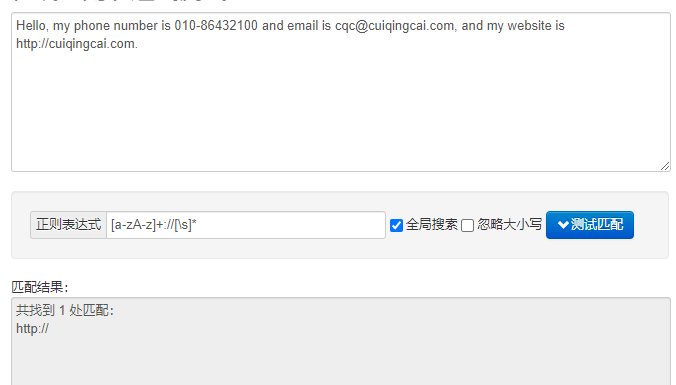 Hello, my phone number is 010-86432100 and email is cqc@cuiqingcai.com, and my website is
http://cuiqingcai.com.
正则表达式 [a-zA-z]+://[\s]* 全局搜索 忽略大小写 测试匹配
匹配结果:
共找到 1 处匹配:
http://